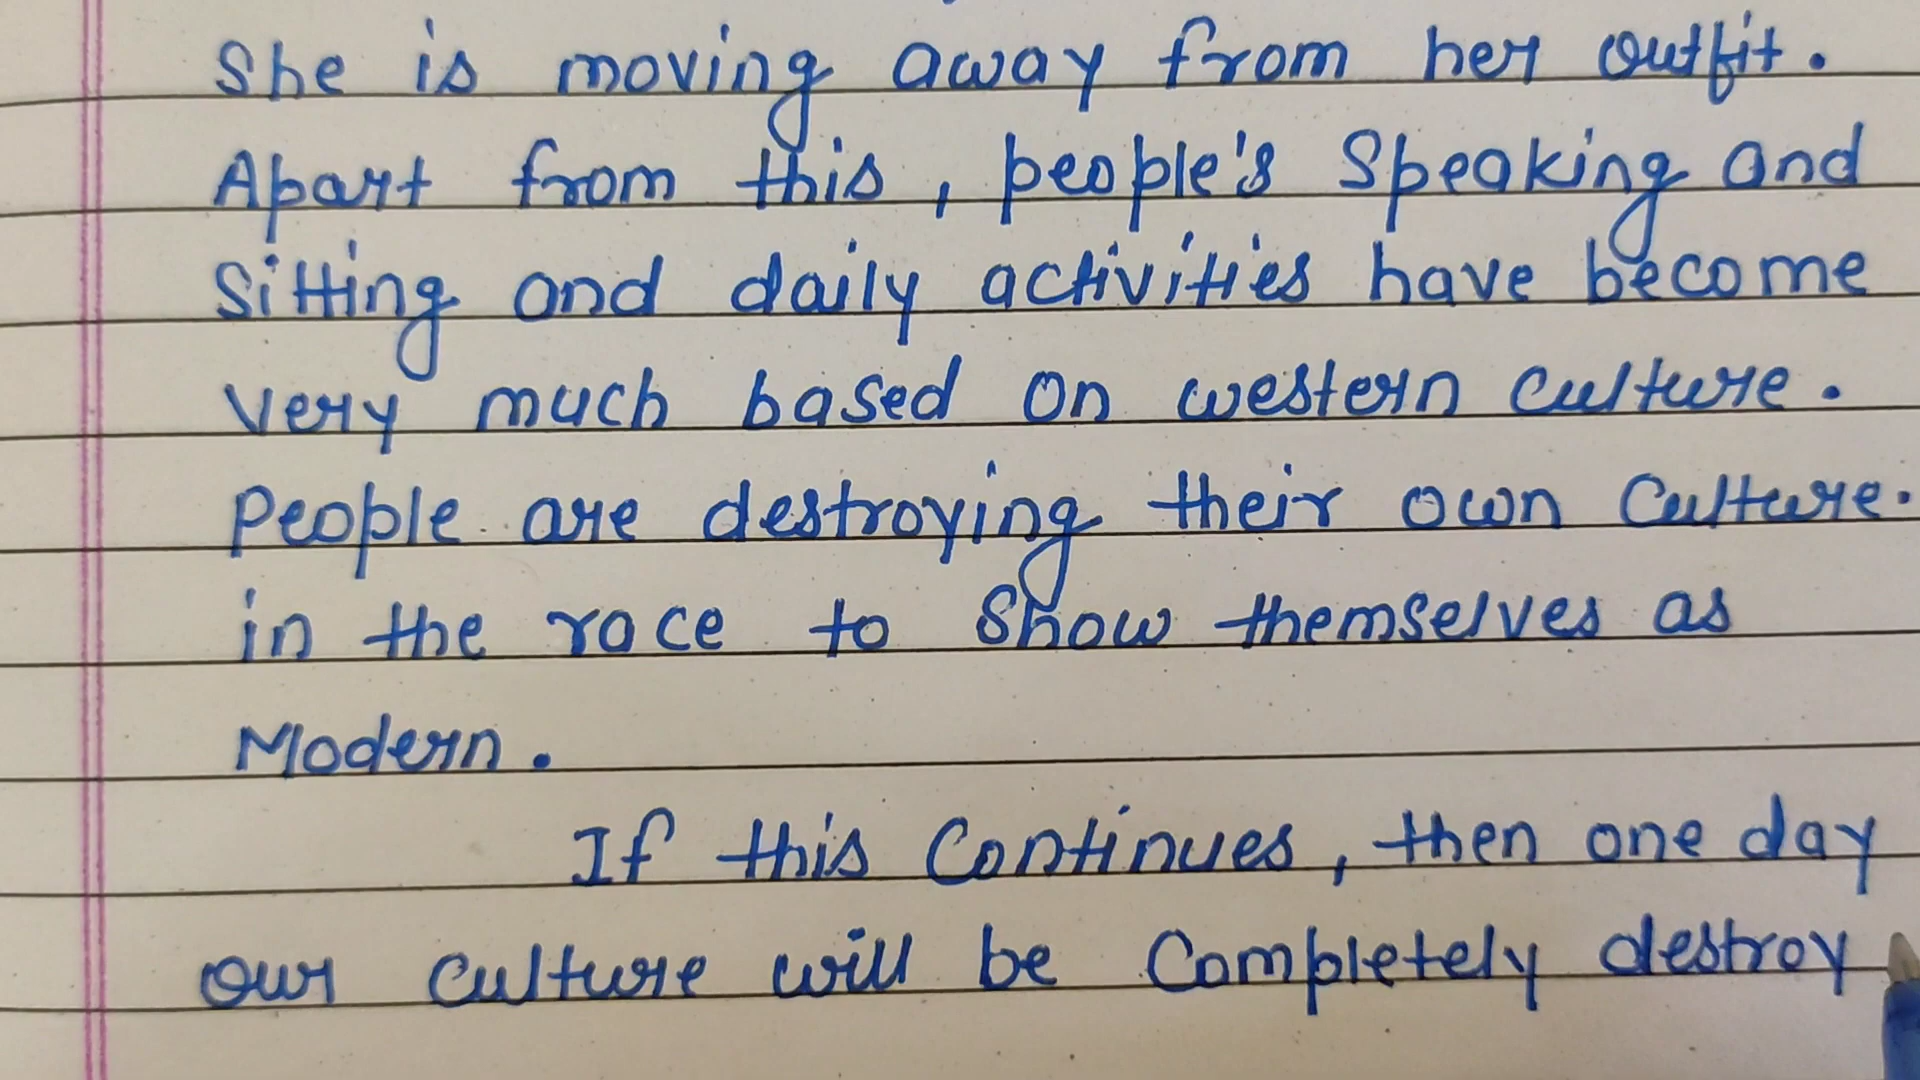 She is moving away from her outfit.
Apart from this, people's Speaking and
Sitting and daily activities have become
very much based on western culture.
People are destroying their own Culture.
in the race to Show themselves as
Modern.
If this Continues, then one day
our culture will be Completely destroy